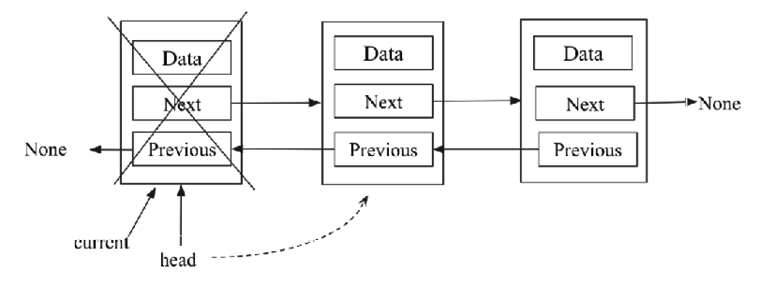 Data
Next
Previous
Data
Next
Previous
Data
Next
Previous
None
None
current
head